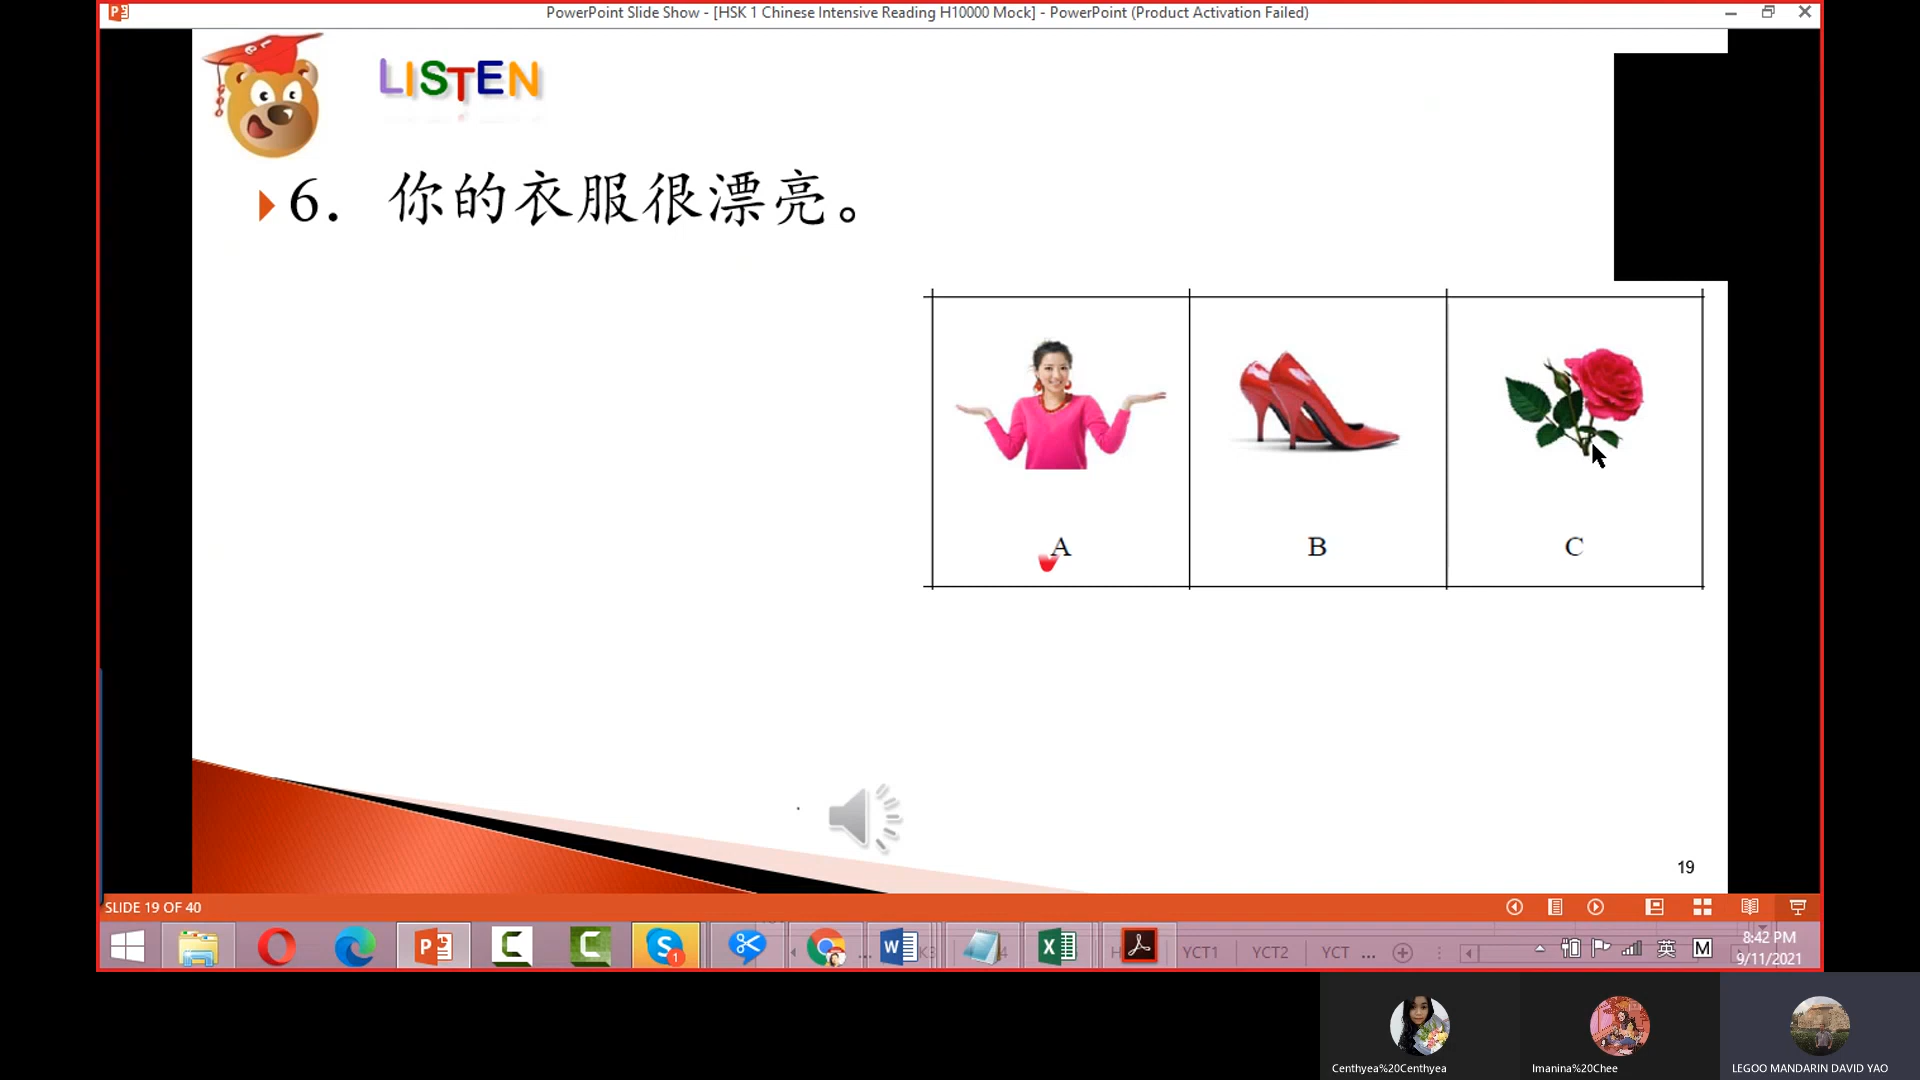 PowerPoint Slide Show - [HSK 1 Chinese Intensive Reading H10000 Mock] - PowerPoint (Product Activation Failed)
LISTEN
6. 你的衣服很漂亮。
A B C
19
SLIDE 19 OF 40
YCT1 YCT2 YCT ... 英 M 8:42 PM
9/11/2021
Centhyea%20Centhyea Imanina%20Chee LEGOO MANDARIN DAVID YAO